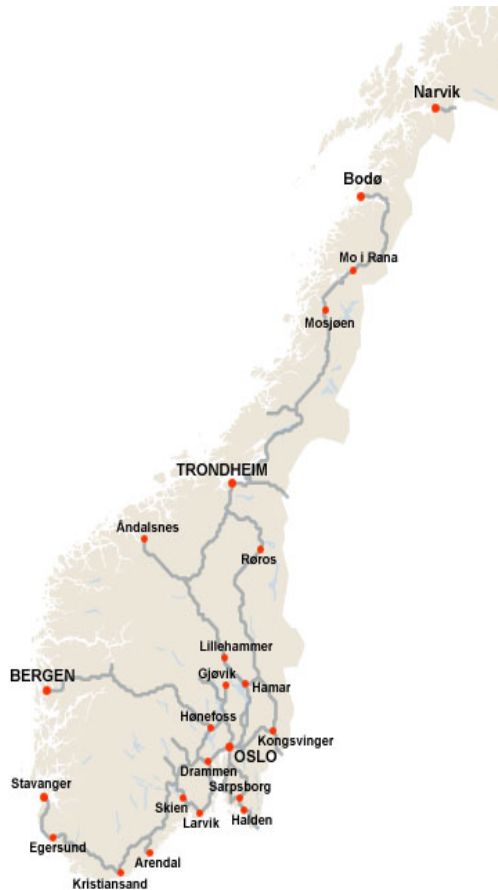 Narvik
Bodø
Mo i Rana
Mosjøen
TRONDHEIM
Åndalsnes
Røros
Lillehammer
Gjøvik
BERGEN
Hamar
Hønefoss
Kongsvinger
OSLO
Drammen
Stavanger
Sarpsborg
Skien
Larvik
Halden
Egersund
Arendal
Kristiansand